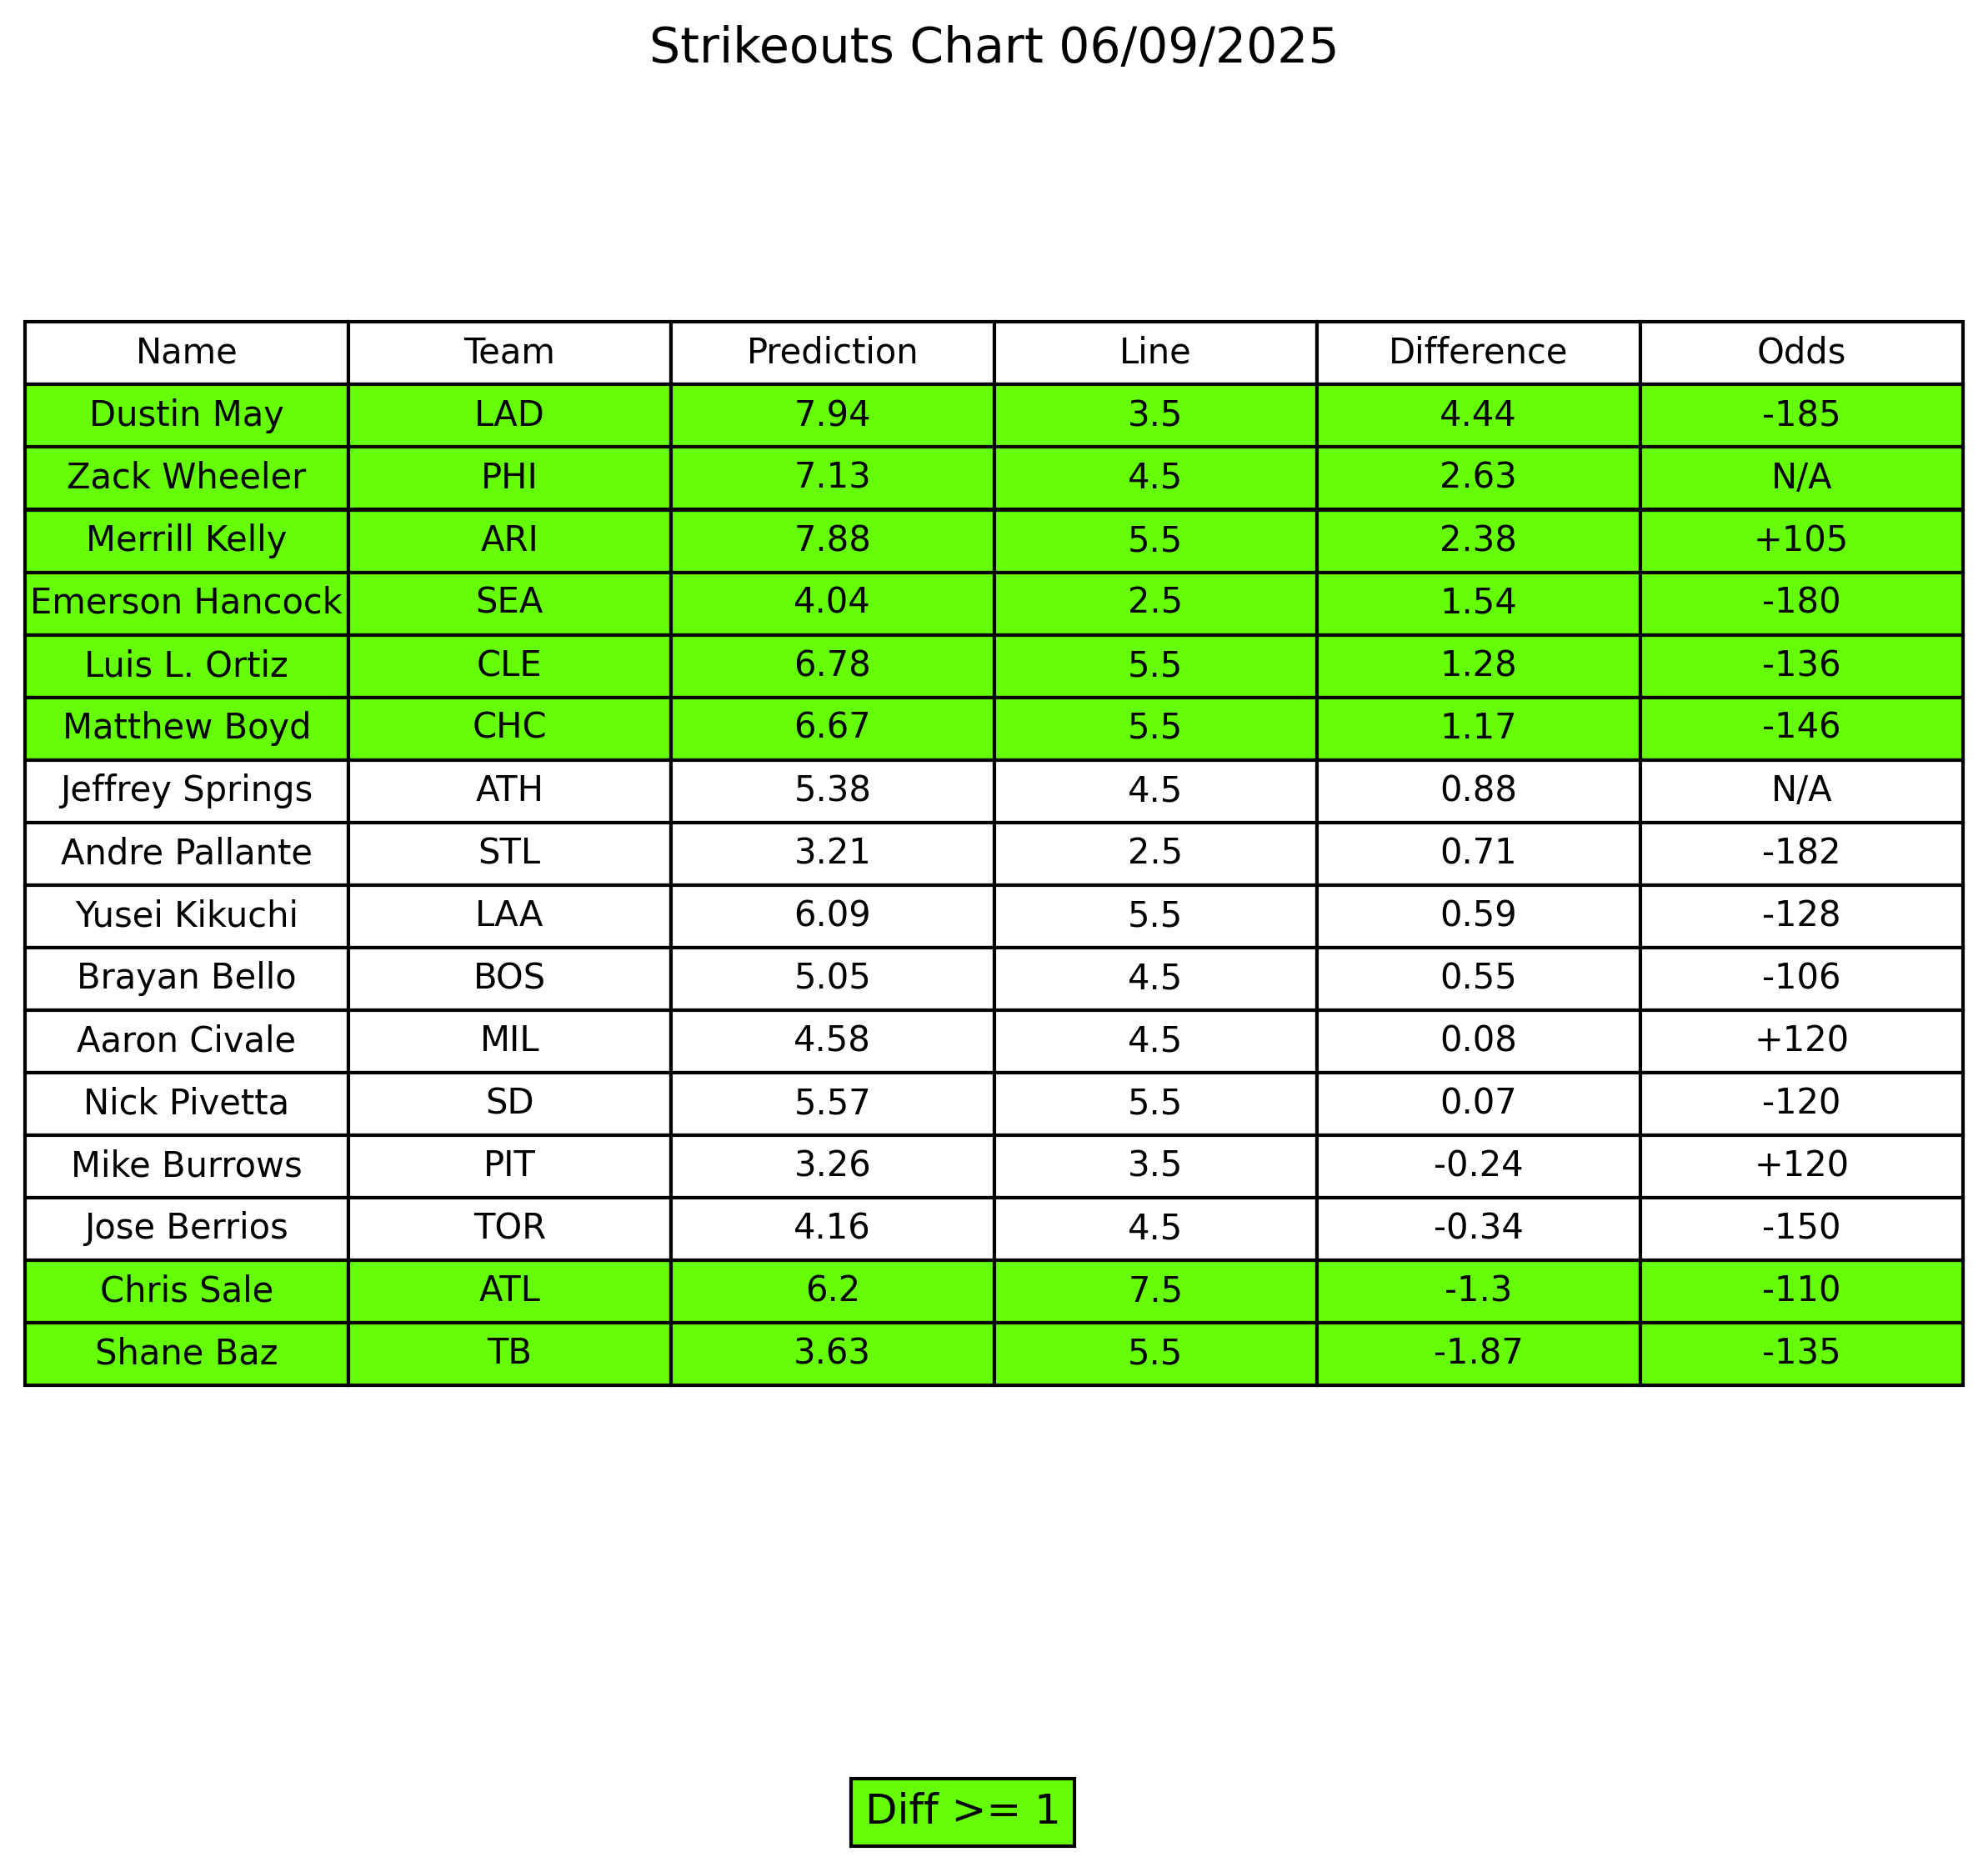 Strikeouts Chart 06/09/2025
Name Team Prediction Line Difference Odds
Dustin May LAD 7.94 3.5 4.44 -185
Zack Wheeler PHI 7.13 4.5 2.63 N/A
Merrill Kelly ARI 7.88 5.5 2.38 +105
Emerson Hancock SEA 4.04 2.5 1.54 -180
Luis L. Ortiz CLE 6.78 5.5 1.28 -136
Matthew Boyd CHC 6.67 5.5 1.17 -146
Jeffrey Springs ATH 5.38 4.5 0.88 N/A
Andre Pallante STL 3.21 2.5 0.71 -182
Yusei Kikuchi LAA 6.09 5.5 0.59 -128
Brayan Bello BOS 5.05 4.5 0.55 -106
Aaron Civale MIL 4.58 4.5 0.08 +120
Nick Pivetta SD 5.57 5.5 0.07 -120
Mike Burrows PIT 3.26 3.5 -0.24 +120
Jose Berrios TOR 4.16 4.5 -0.34 -150
Chris Sale ATL 6.2 7.5 -1.3 -110
Shane Baz TB 3.63 5.5 -1.87 -135
Diff >= 1